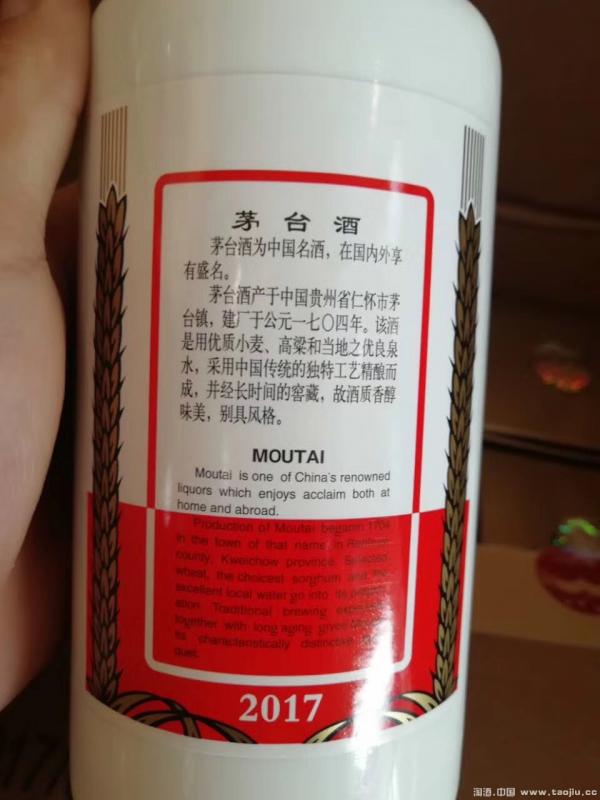 茅台酒
茅台酒为中国名酒，在国内外享
有盛名。
茅台酒产于中国贵州省仁怀市茅
台镇，建厂于公元一七〇四年。该酒
是用优质小麦、高粱和当地之优良泉
水，采用中国传统的独特工艺精酿而
成，并经长时间的窖藏，故酒质香醇
味美，别具风格。
MOUTAI
Moutai is one of China's renowned
liquors which enjoys acclaim both at
home and abroad.
Production of Moutai began in 1704
in the town of that name, in
county, Kweichow province. Selected
wheat, the choicest sorghum and
excellent local water go into its
ation. Traditional brewing
together with long aging gives
its characteristically distinctive
quet.
2017
淘酒.中国 www.taojiu.cc